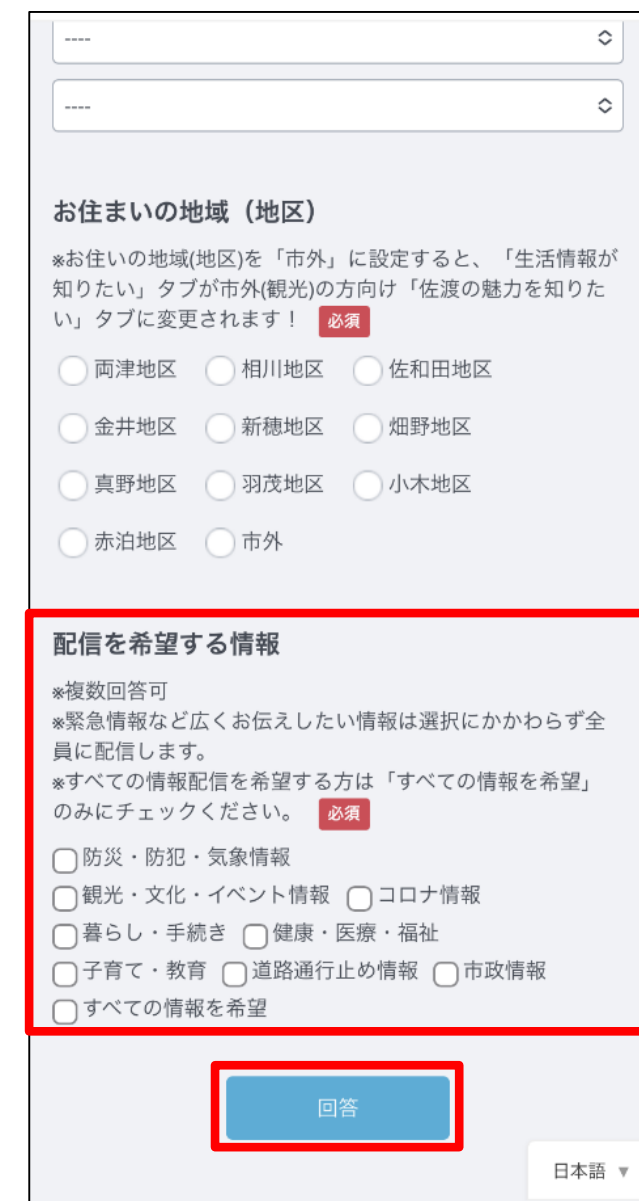 ----
----
お住まいの地域（地区）
※お住いの地域(地区)を「市外」に設定すると、「生活情報が
知りたい」タブが市外(観光)の方向け「佐渡の魅力を知りた
い」タブに変更されます！ 必須
両津地区 相川地区 佐和田地区
金井地区 新穂地区 畑野地区
真野地区 羽茂地区 小木地区
赤泊地区 市外
配信を希望する情報
※複数回答可
※緊急情報など広くお伝えしたい情報は選択にかかわらず全
員に配信します。
※すべての情報配信を希望する方は「すべての情報を希望」
のみにチェックください。 必須
防災・防犯・気象情報
観光・文化・イベント情報 コロナ情報
暮らし・手続き 健康・医療・福祉
子育て・教育 道路通行止め情報 市政情報
すべての情報を希望
回答
日本語 ▼